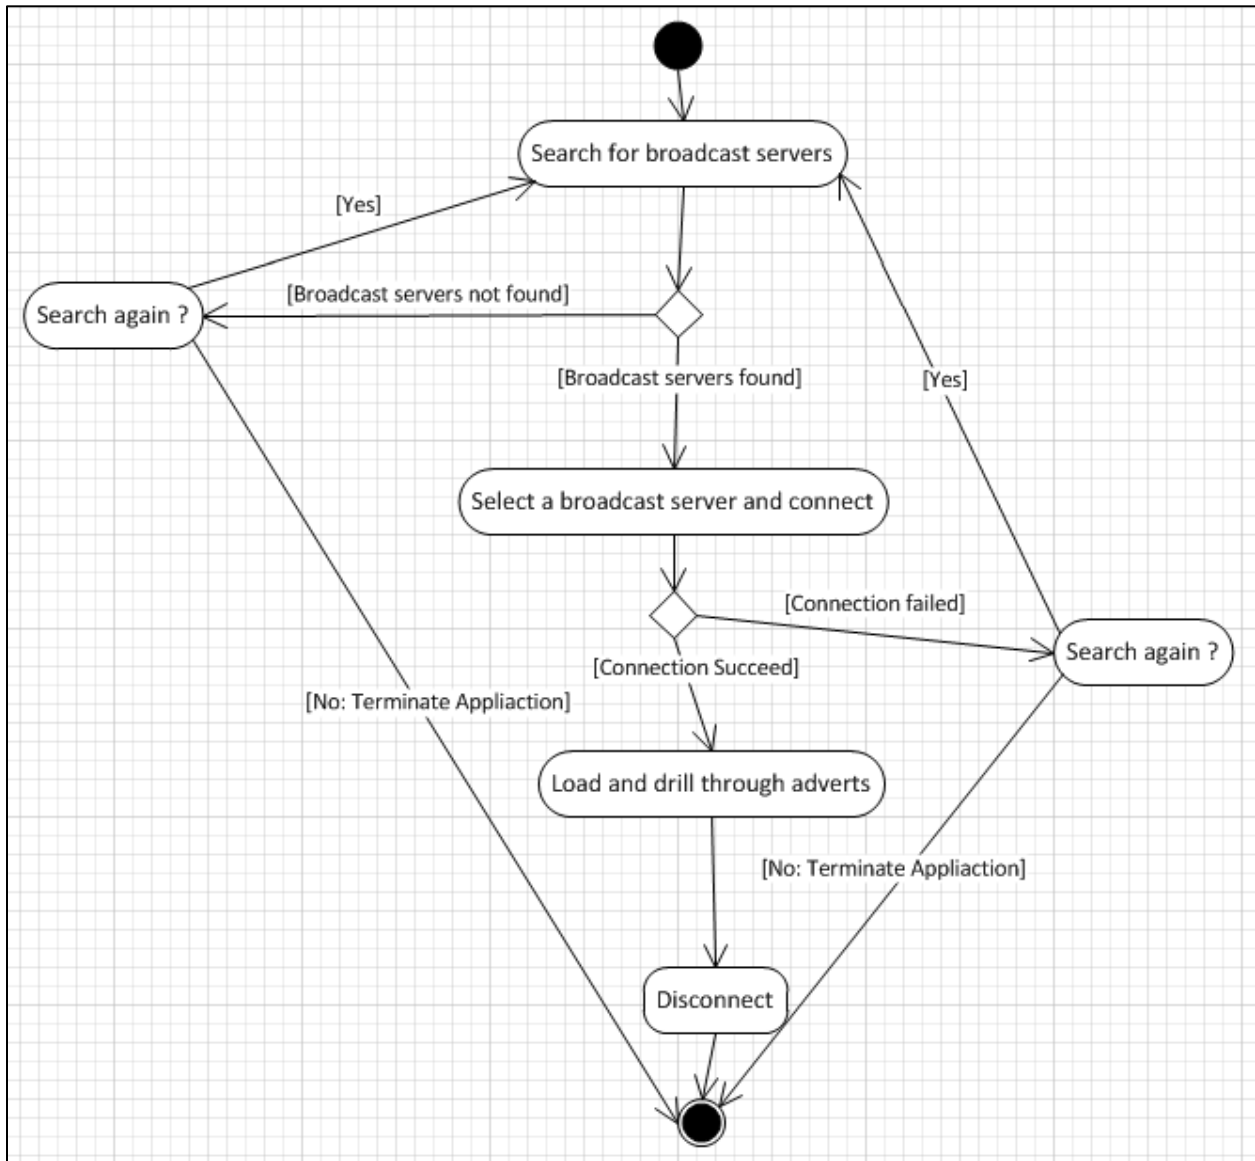 Search for broadcast servers
[Yes]
[Broadcast servers not found]
Search again ?
[Broadcast servers found]
[Yes]
Select a broadcast server and connect
[Connection failed]
Search again ?
[Connection Succeed]
[No: Terminate Appliaction]
Load and drill through adverts
[No: Terminate Appliaction]
Disconnect